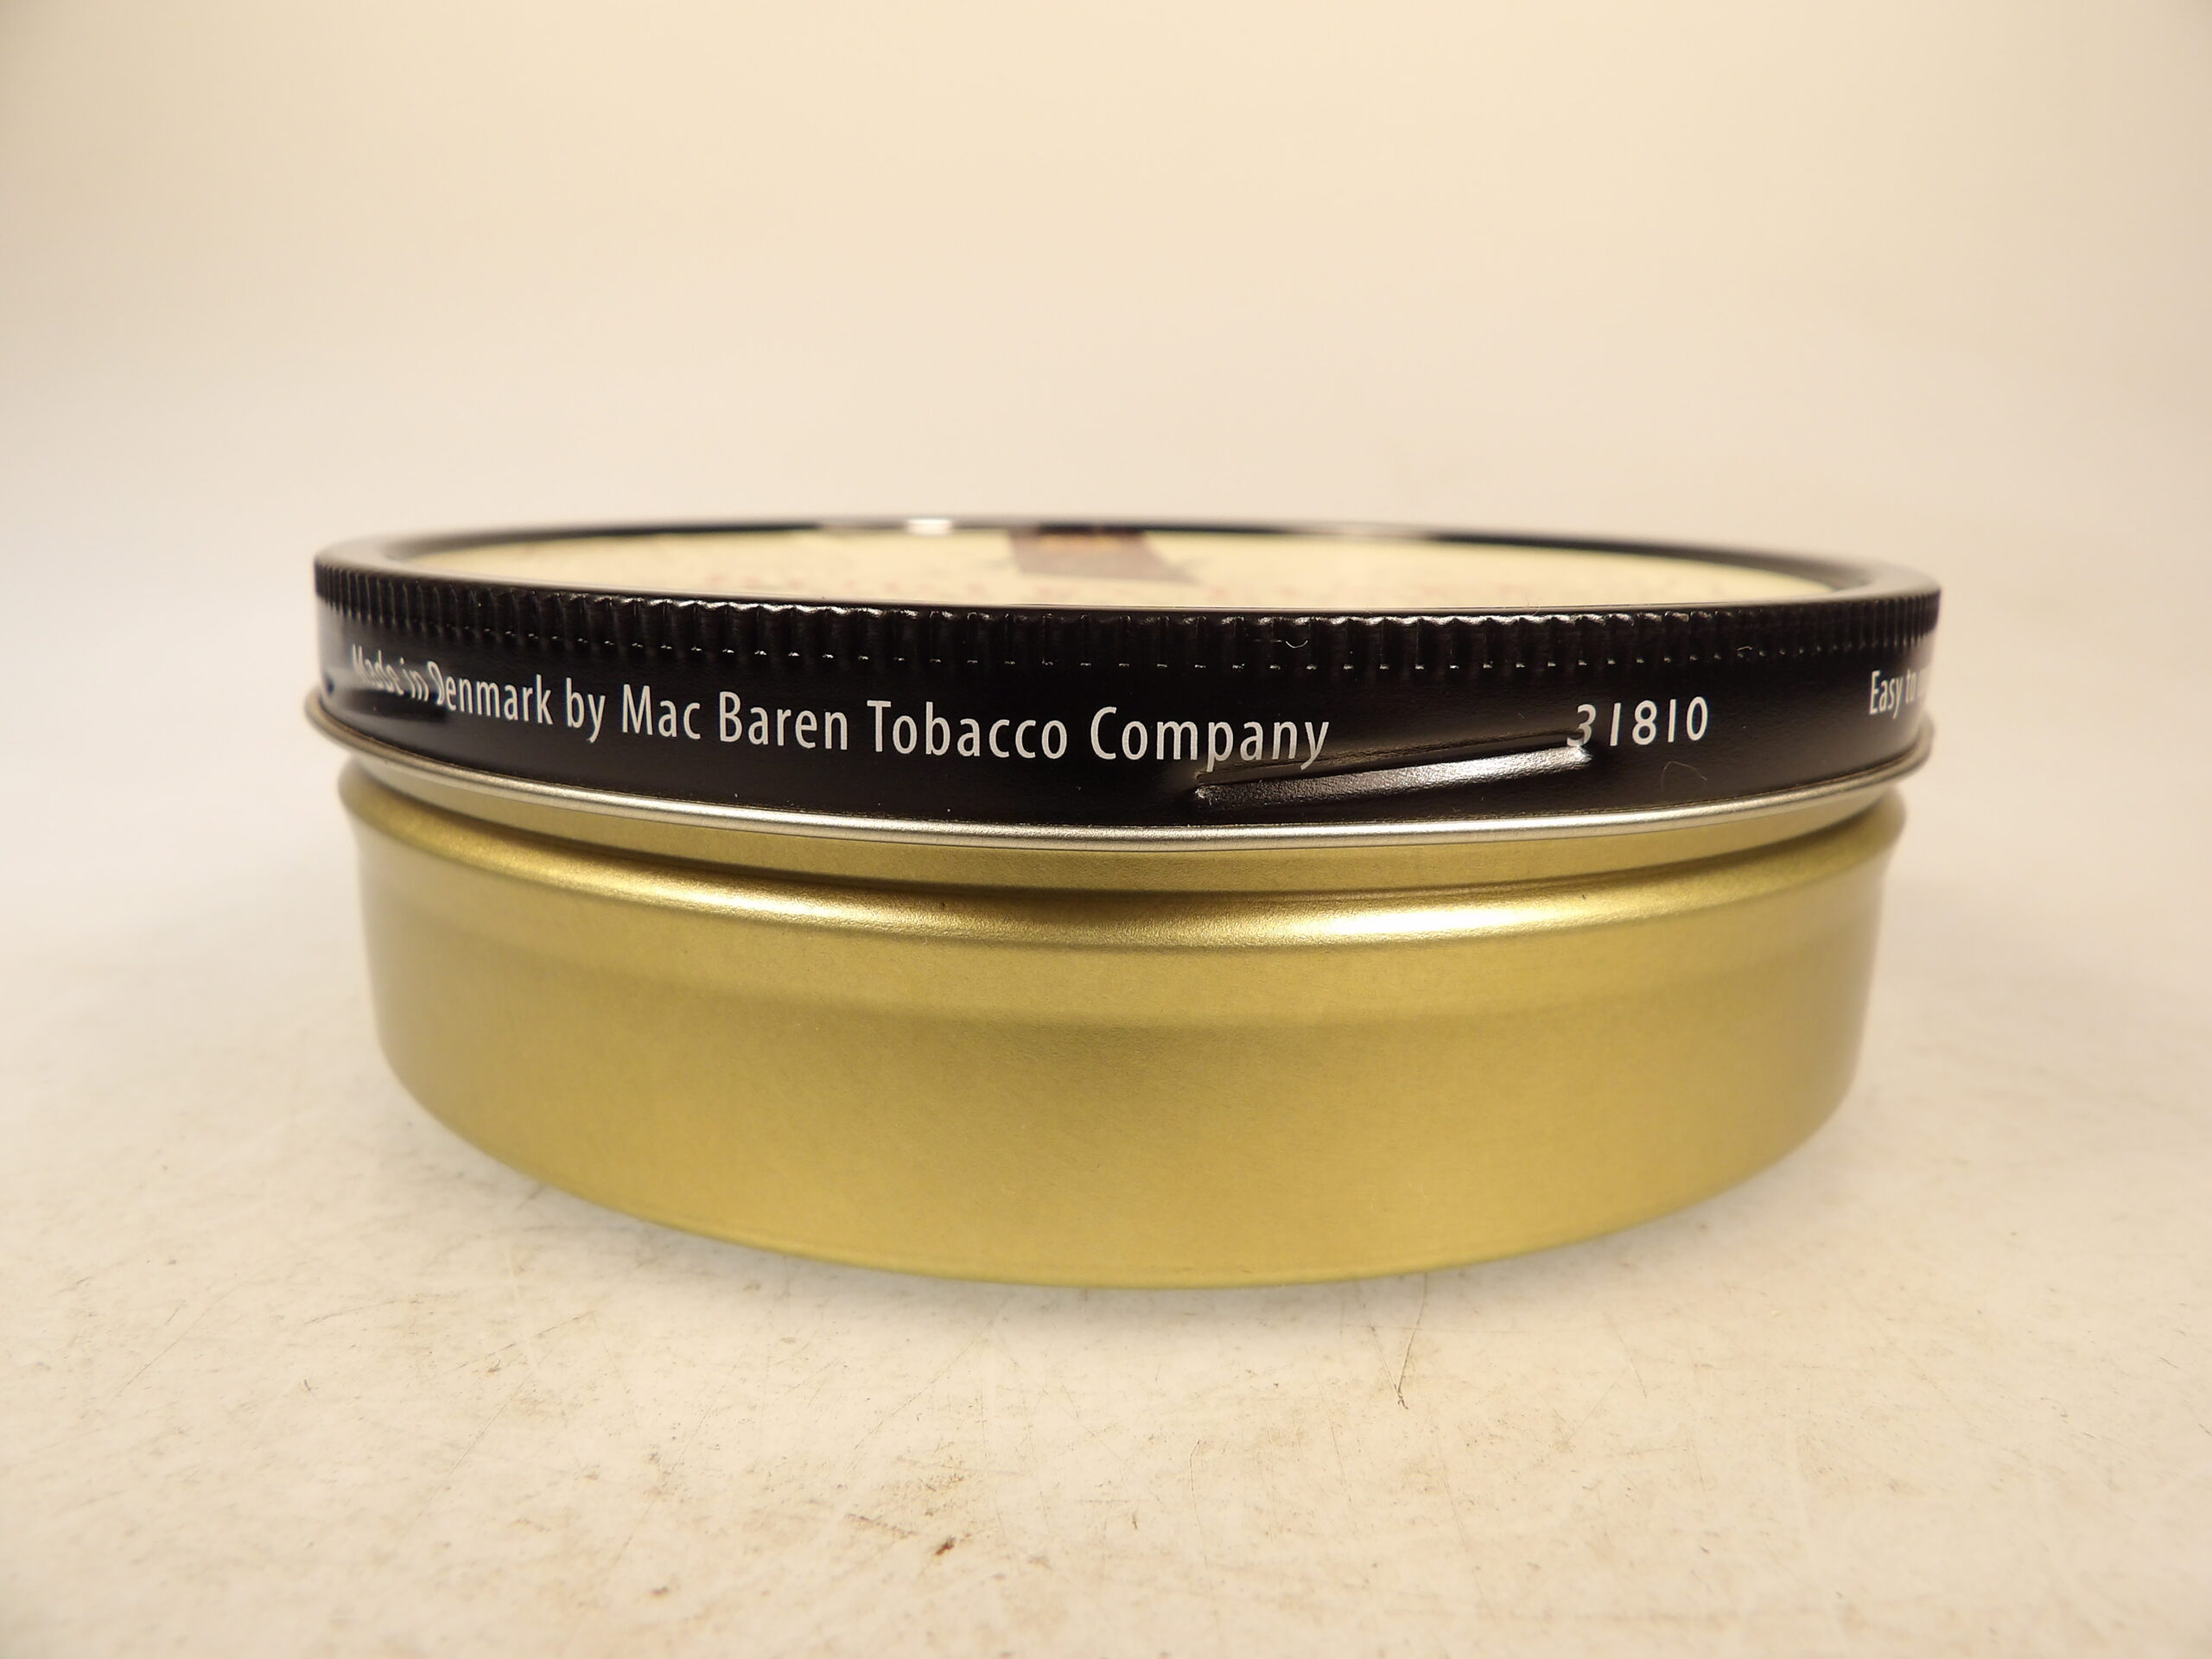 Made in Denmark by Mac Baren Tobacco Company 31810 Easy to